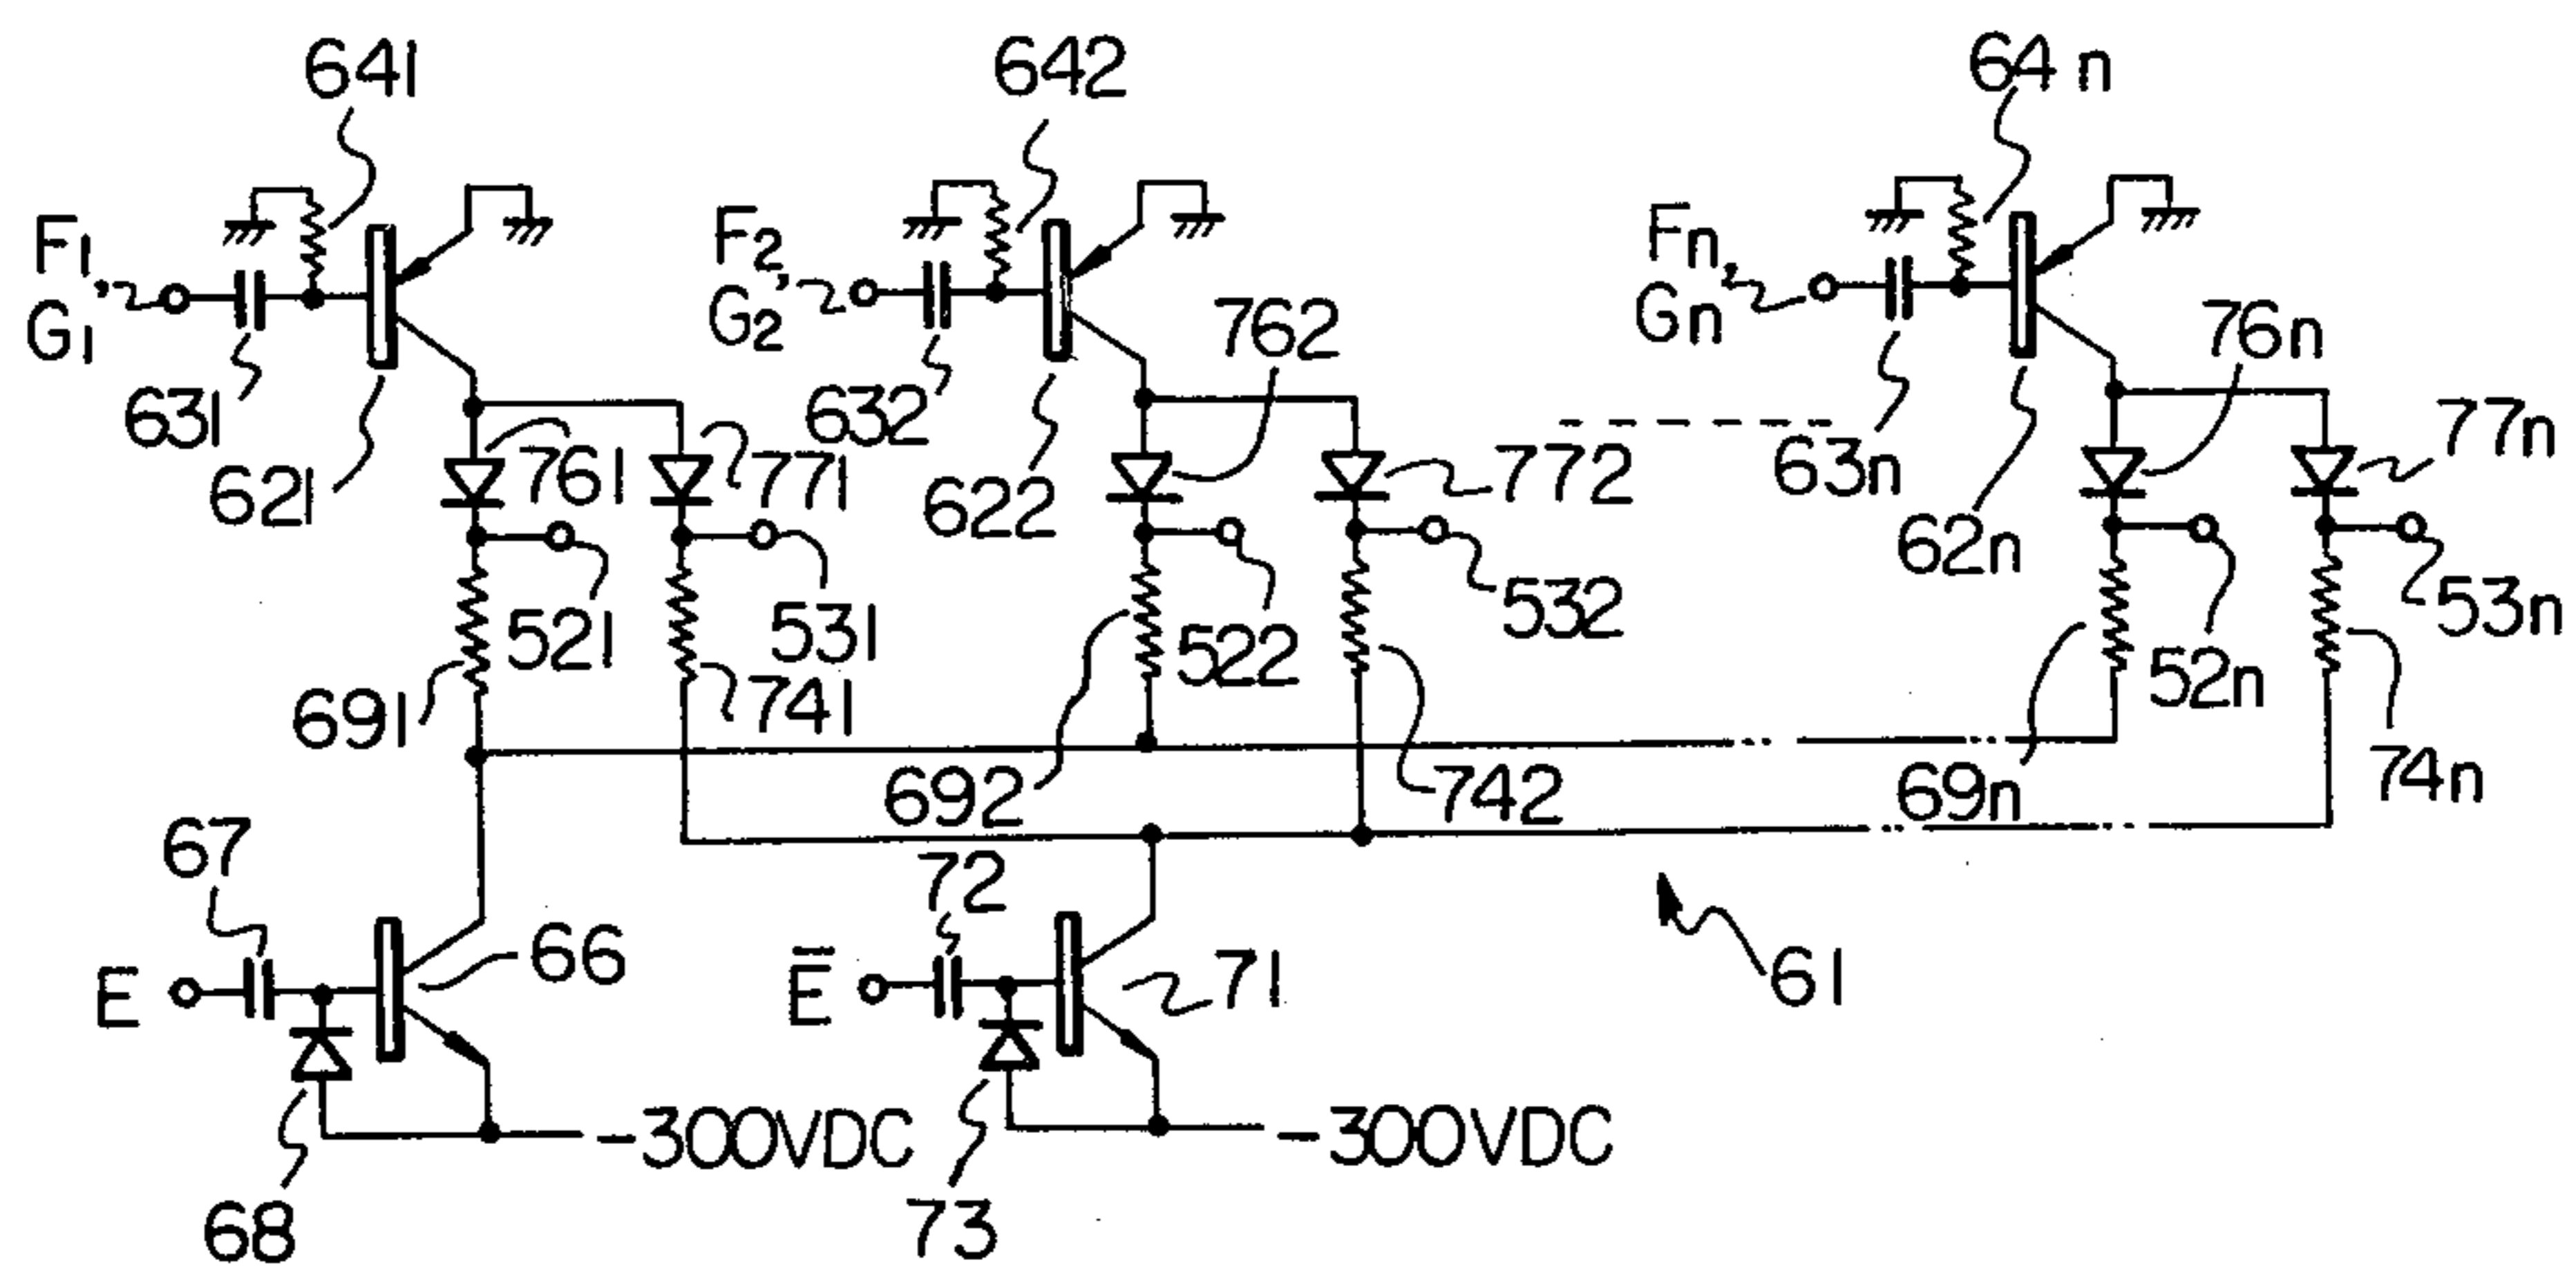 641
642
64n
F1,
G1
F2,
G2
Fn,
Gn
631
621
761
771
632
622
762
772
63n
62n
76n
77n
521
531
522
532
52n
53n
691
741
692
742
69n
74n
67
66
E
72
71
E̅
61
-300VDC
-300VDC
68
73